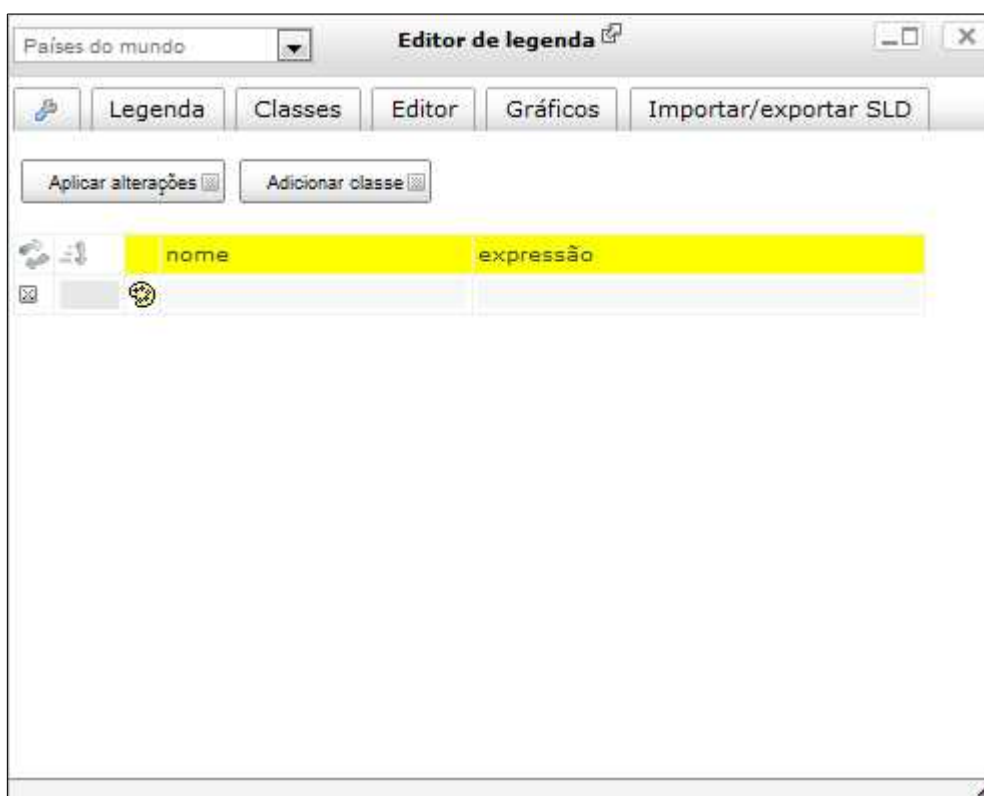 Países do mundo
Editor de legenda
Legenda Classes Editor Gráficos Importar/exportar SLD
Aplicar alterações Adicionar classe
nome expressão